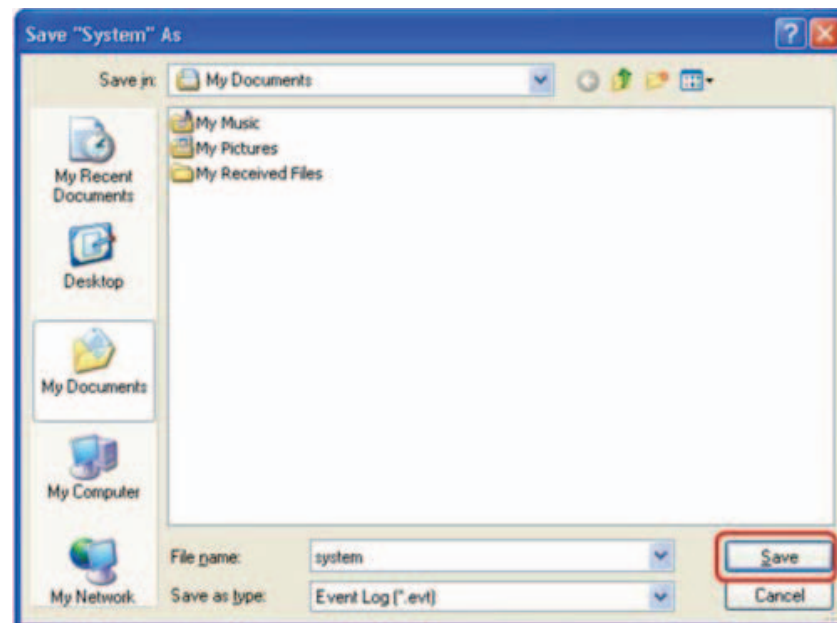 Save "System" As
Save in: My Documents
My Recent
Documents
Desktop
My Documents
My Computer
My Network
My Music
My Pictures
My Received Files
File name: system
Save as type: Event Log (*.evt)
Save
Cancel